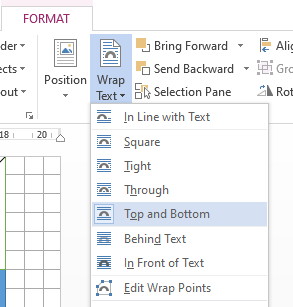 FORMAT
der
Bring Forward
Alig
ects
Position
Wrap
Text
Send Backward
Gro
out
Selection Pane
Rot
18
20
In Line with Text
Square
Tight
Through
Top and Bottom
Behind Text
In Front of Text
Edit Wrap Points